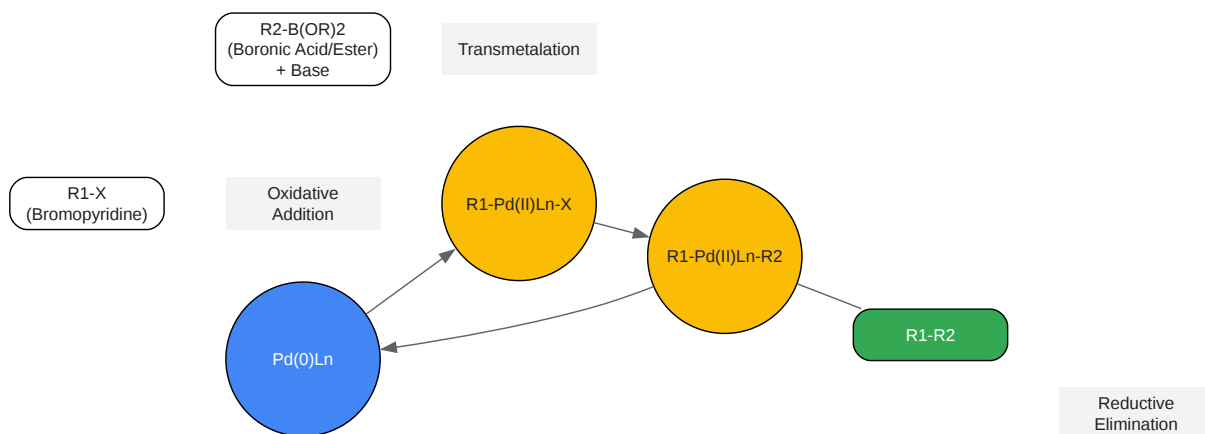 R2-B(OR)2
(Boronic Acid/Ester)
+ Base
Transmetalation
R1-X
(Bromopyridine)
Oxidative
Addition
R1-Pd(II)Ln-X
R1-Pd(II)Ln-R2
Pd(0)Ln
R1-R2
Reductive
Elimination